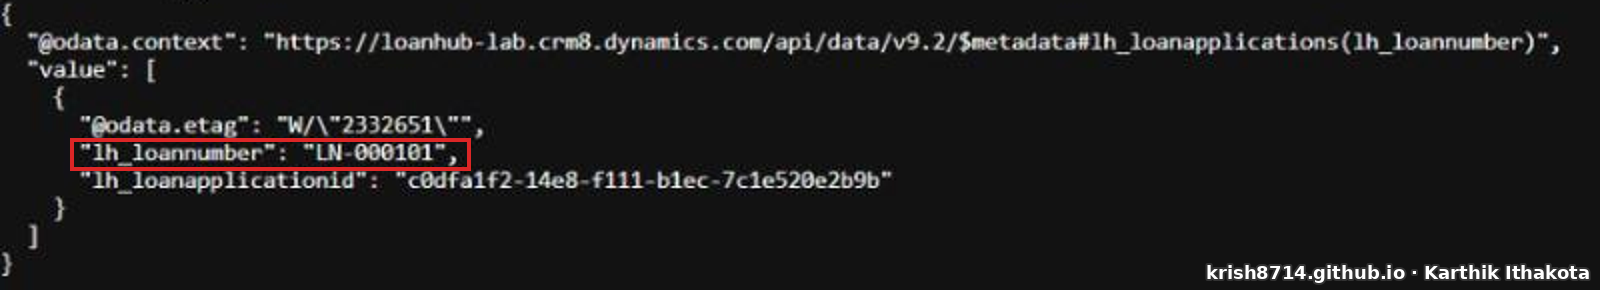 {
"@odata.context": "https://loanhub-lab.crm8.dynamics.com/api/data/v9.2/$metadata#lh_loanapplications(lh_loannumber)",
"value": [
{
"@odata.etag": "W/\"2332651\"",
"lh_loannumber": "LN-000101",
"lh_loanapplicationid": "c0dfa1f2-14e8-f111-b1ec-7c1e520e2b9b"
}
]
}
krish8714.github.io · Karthik Ithakota